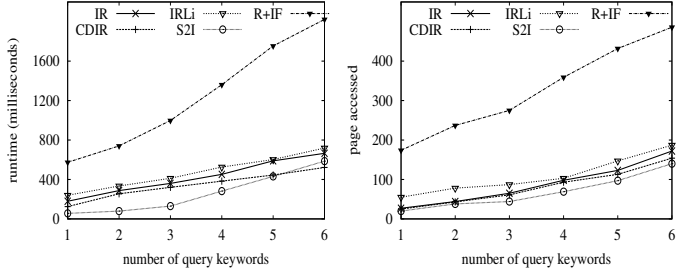 IR IRLi R+IF
CDIR S2I
1600
1200
800
400
0
runtime (milliseconds)
1 2 3 4 5 6
number of query keywords
IR IRLi R+IF
CDIR S2I
400
300
200
100
0
page accessed
1 2 3 4 5 6
number of query keywords